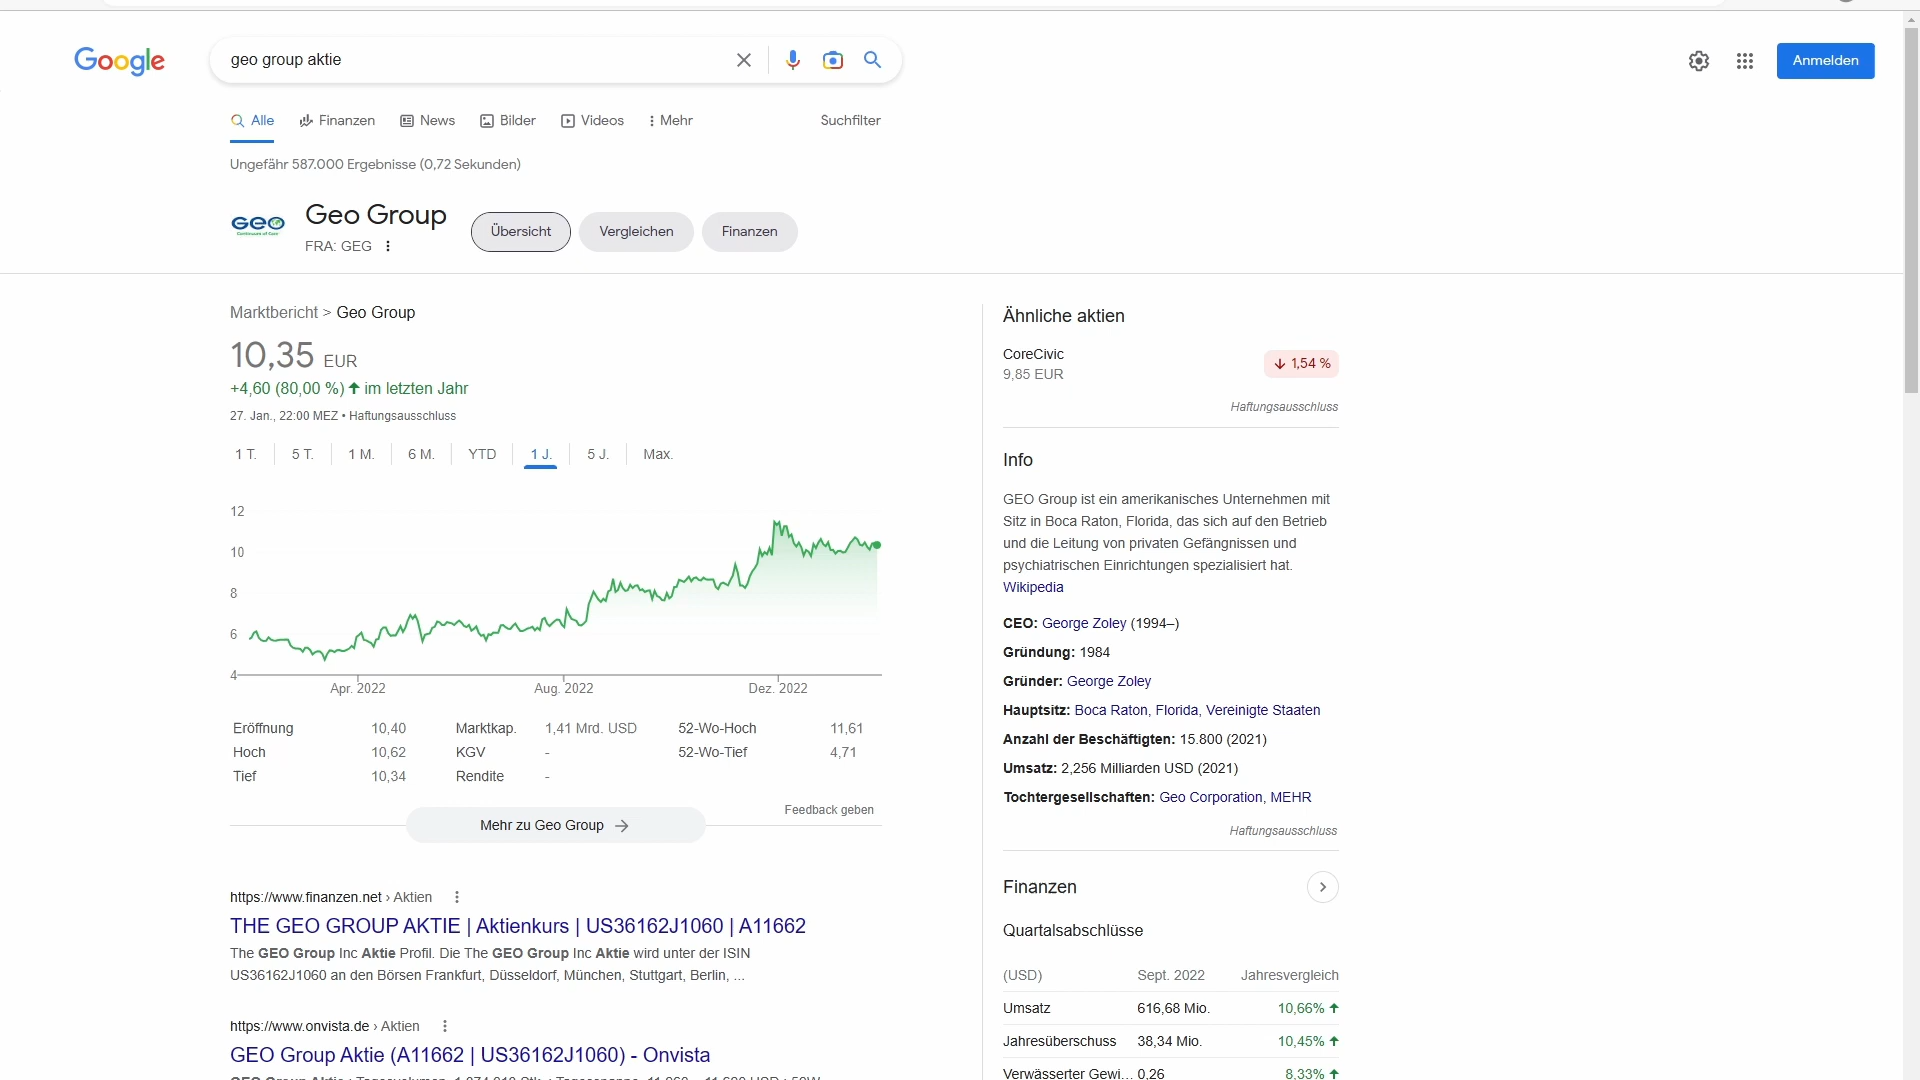 Google
geo group aktie
Anmelden
Alle
Finanzen
News
Bilder
Videos
Mehr
Suchfilter
Ungefähr 587.000 Ergebnisse (0,72 Sekunden)
GEO
Geo Group
FRA: GEG
Übersicht
Vergleichen
Finanzen
Marktbericht > Geo Group
10,35 EUR
+4,60 (80,00 %) im letzten Jahr
27. Jan., 22:00 MEZ • Haftungsausschluss
1 T. 5 T. 1 M. 6 M. YTD 1 J. 5 J. Max.
12
10
8
6
4
Apr. 2022 Aug. 2022 Dez. 2022
Eröffnung 10,40 Marktkap. 1,41 Mrd. USD 52-Wo-Hoch 11,61
Hoch 10,62 KGV - 52-Wo-Tief 4,71
Tief 10,34 Rendite -
Feedback geben
Mehr zu Geo Group
https://www.finanzen.net › Aktien
THE GEO GROUP AKTIE | Aktienkurs | US36162J1060 | A11662
The GEO Group Inc Aktie Profil. Die The GEO Group Inc Aktie wird unter der ISIN
US36162J1060 an den Börsen Frankfurt, Düsseldorf, München, Stuttgart, Berlin, ...
https://www.onvista.de › Aktien
GEO Group Aktie (A11662 | US36162J1060) - Onvista
Ähnliche aktien
CoreCivic
9,85 EUR
1,54 %
Haftungsausschluss
Info
GEO Group ist ein amerikanisches Unternehmen mit
Sitz in Boca Raton, Florida, das sich auf den Betrieb
und die Leitung von privaten Gefängnissen und
psychiatrischen Einrichtungen spezialisiert hat.
Wikipedia
CEO: George Zoley (1994–)
Gründung: 1984
Gründer: George Zoley
Hauptsitz: Boca Raton, Florida, Vereinigte Staaten
Anzahl der Beschäftigten: 15.800 (2021)
Umsatz: 2,256 Milliarden USD (2021)
Tochtergesellschaften: Geo Corporation, MEHR
Haftungsausschluss
Finanzen
Quartalsabschlüsse
(USD) Sept. 2022 Jahresvergleich
Umsatz 616,68 Mio. 10,66%
Jahresüberschuss 38,34 Mio. 10,45%
Verwässerter Gewi... 0,26 8,33%